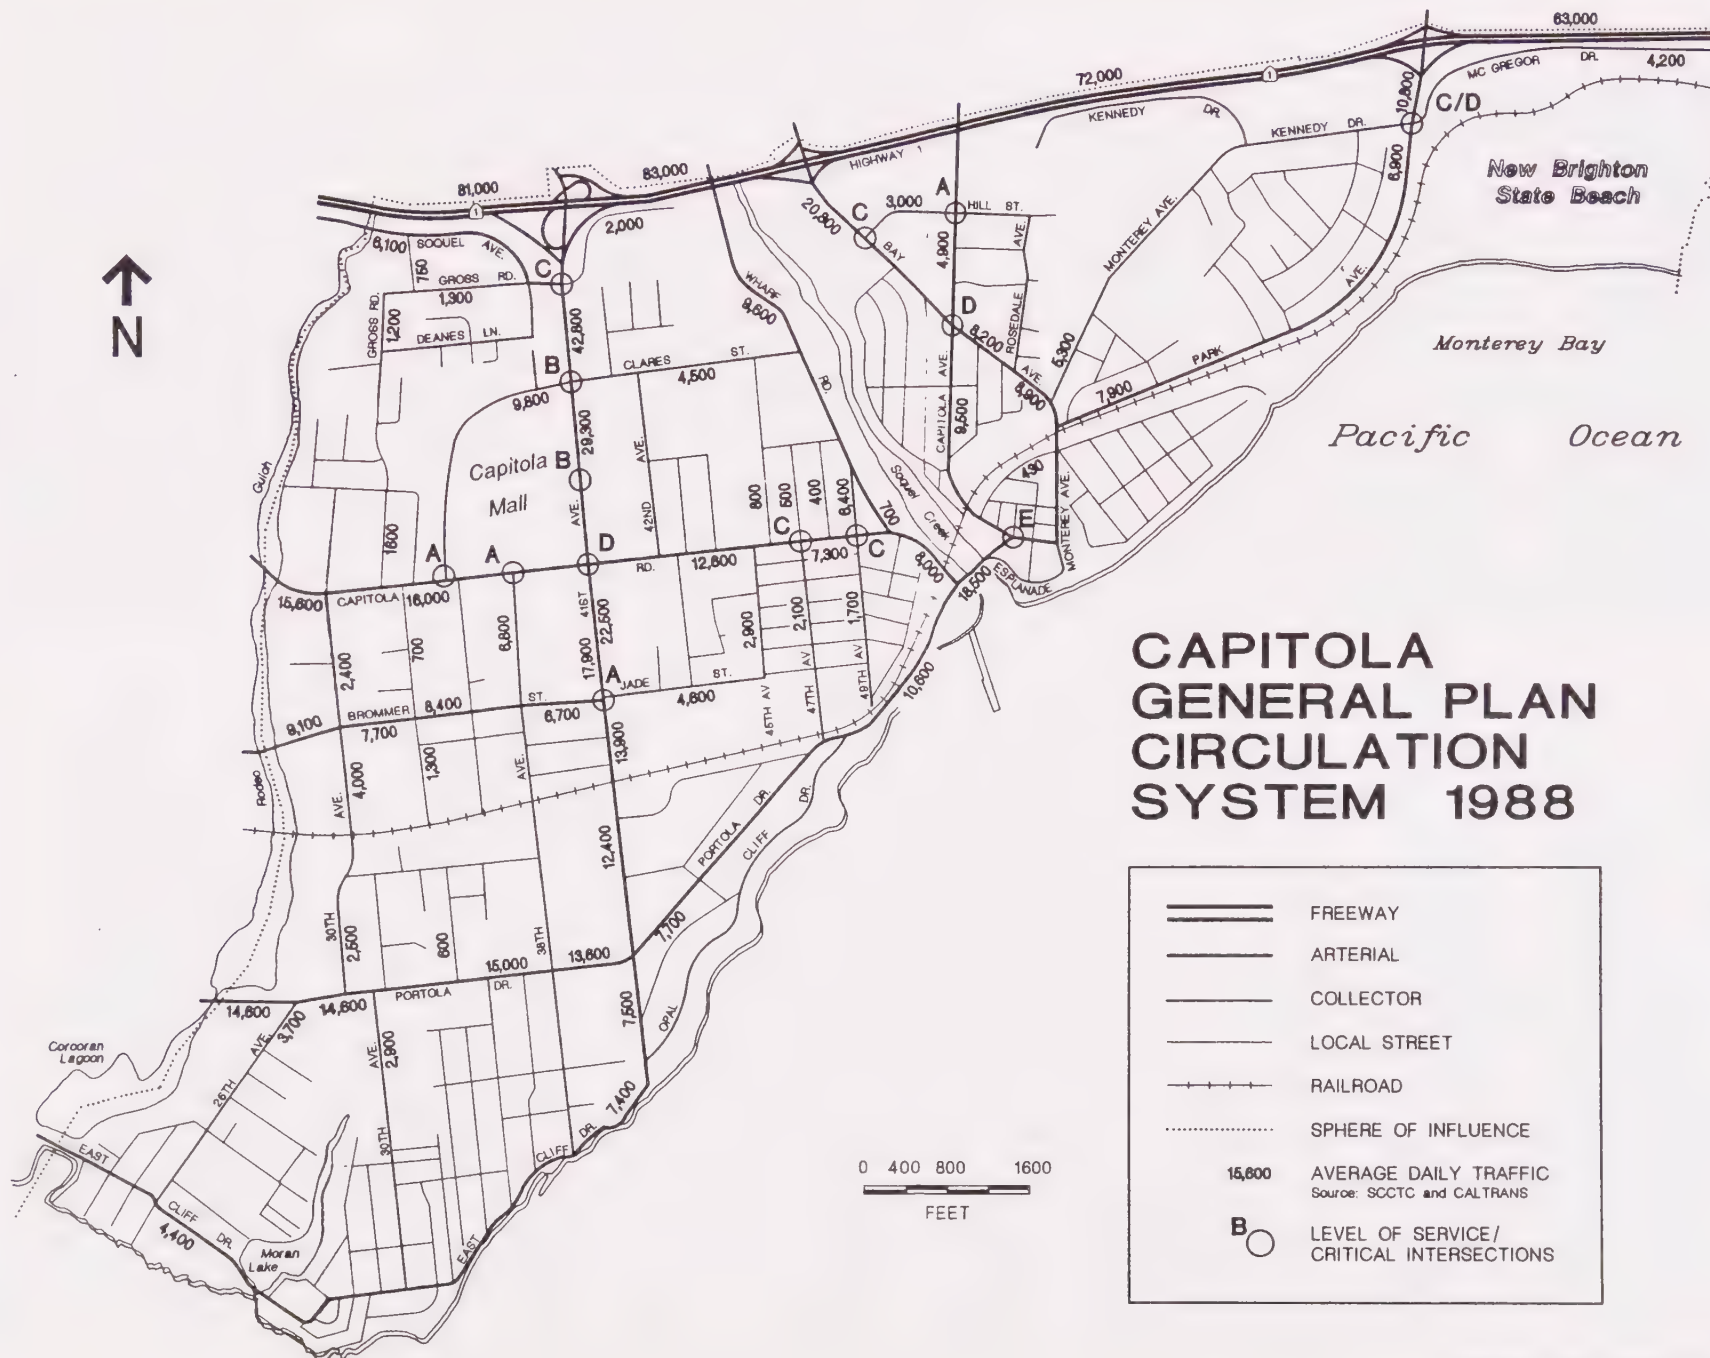 63,000
MC GREGOR DR.
4,200
72,000
1
10,800
C/D
KENNEDY DR.
KENNEDY DR.
HIGHWAY 1
83,000
81,000
1
New Brighton
State Beach
6,900
A
3,000
HILL ST.
20,800
C
BAY
4,900
AVE.
MONTEREY AVE.
2,000
6,100
SOQUEL AVE.
750
GROSS RD.
C
1,300
GROSS RD.
1,200
DEANES LN.
N
WHARF
9,600
RD.
42,800
D
8,200
ROSEDALE
5,300
AVE.
PARK
7,900
Monterey Bay
B
CLARES ST.
4,500
9,800
AVE.
6,900
CAPITOLA AVE.
9,500
29,300
Pacific Ocean
Capitola
Mall
B
AVE.
42ND AVE.
Gulch
800
500
400
6,400
700
Soquel
Creek
MONTEREY AVE.
E
1600
A
A
D
C
C
RD.
12,600
7,300
8,000
18,500
ESPLANADE
15,600
CAPITOLA
16,000
41ST
22,500
700
6,800
2,400
17,900
2,900
2,100
1,700
AV
AV
A
JADE ST.
4,600
45TH AV
47TH
49TH
10,600
8,100
BROMMER
8,400
ST.
6,700
7,700
CAPITOLA
GENERAL PLAN
CIRCULATION
SYSTEM 1988
Rodeo
AVE.
4,000
1,300
AVE.
13,900
12,400
PORTOLA DR.
CLIFF DR.
30TH
2,500
600
38TH
7,700
FREEWAY
ARTERIAL
COLLECTOR
LOCAL STREET
RAILROAD
SPHERE OF INFLUENCE
15,600 AVERAGE DAILY TRAFFIC
Source: SCCTC and CALTRANS
B LEVEL OF SERVICE/
CRITICAL INTERSECTIONS
15,000
13,600
14,600
14,600
PORTOLA DR.
3,700
7,500
OPAL
Corcoran
Lagoon
26TH AVE.
AVE.
2,900
30TH
7,400
EAST
CLIFF DR.
4,400
CLIFF DR.
EAST
Moran
Lake
0 400 800 1600
FEET